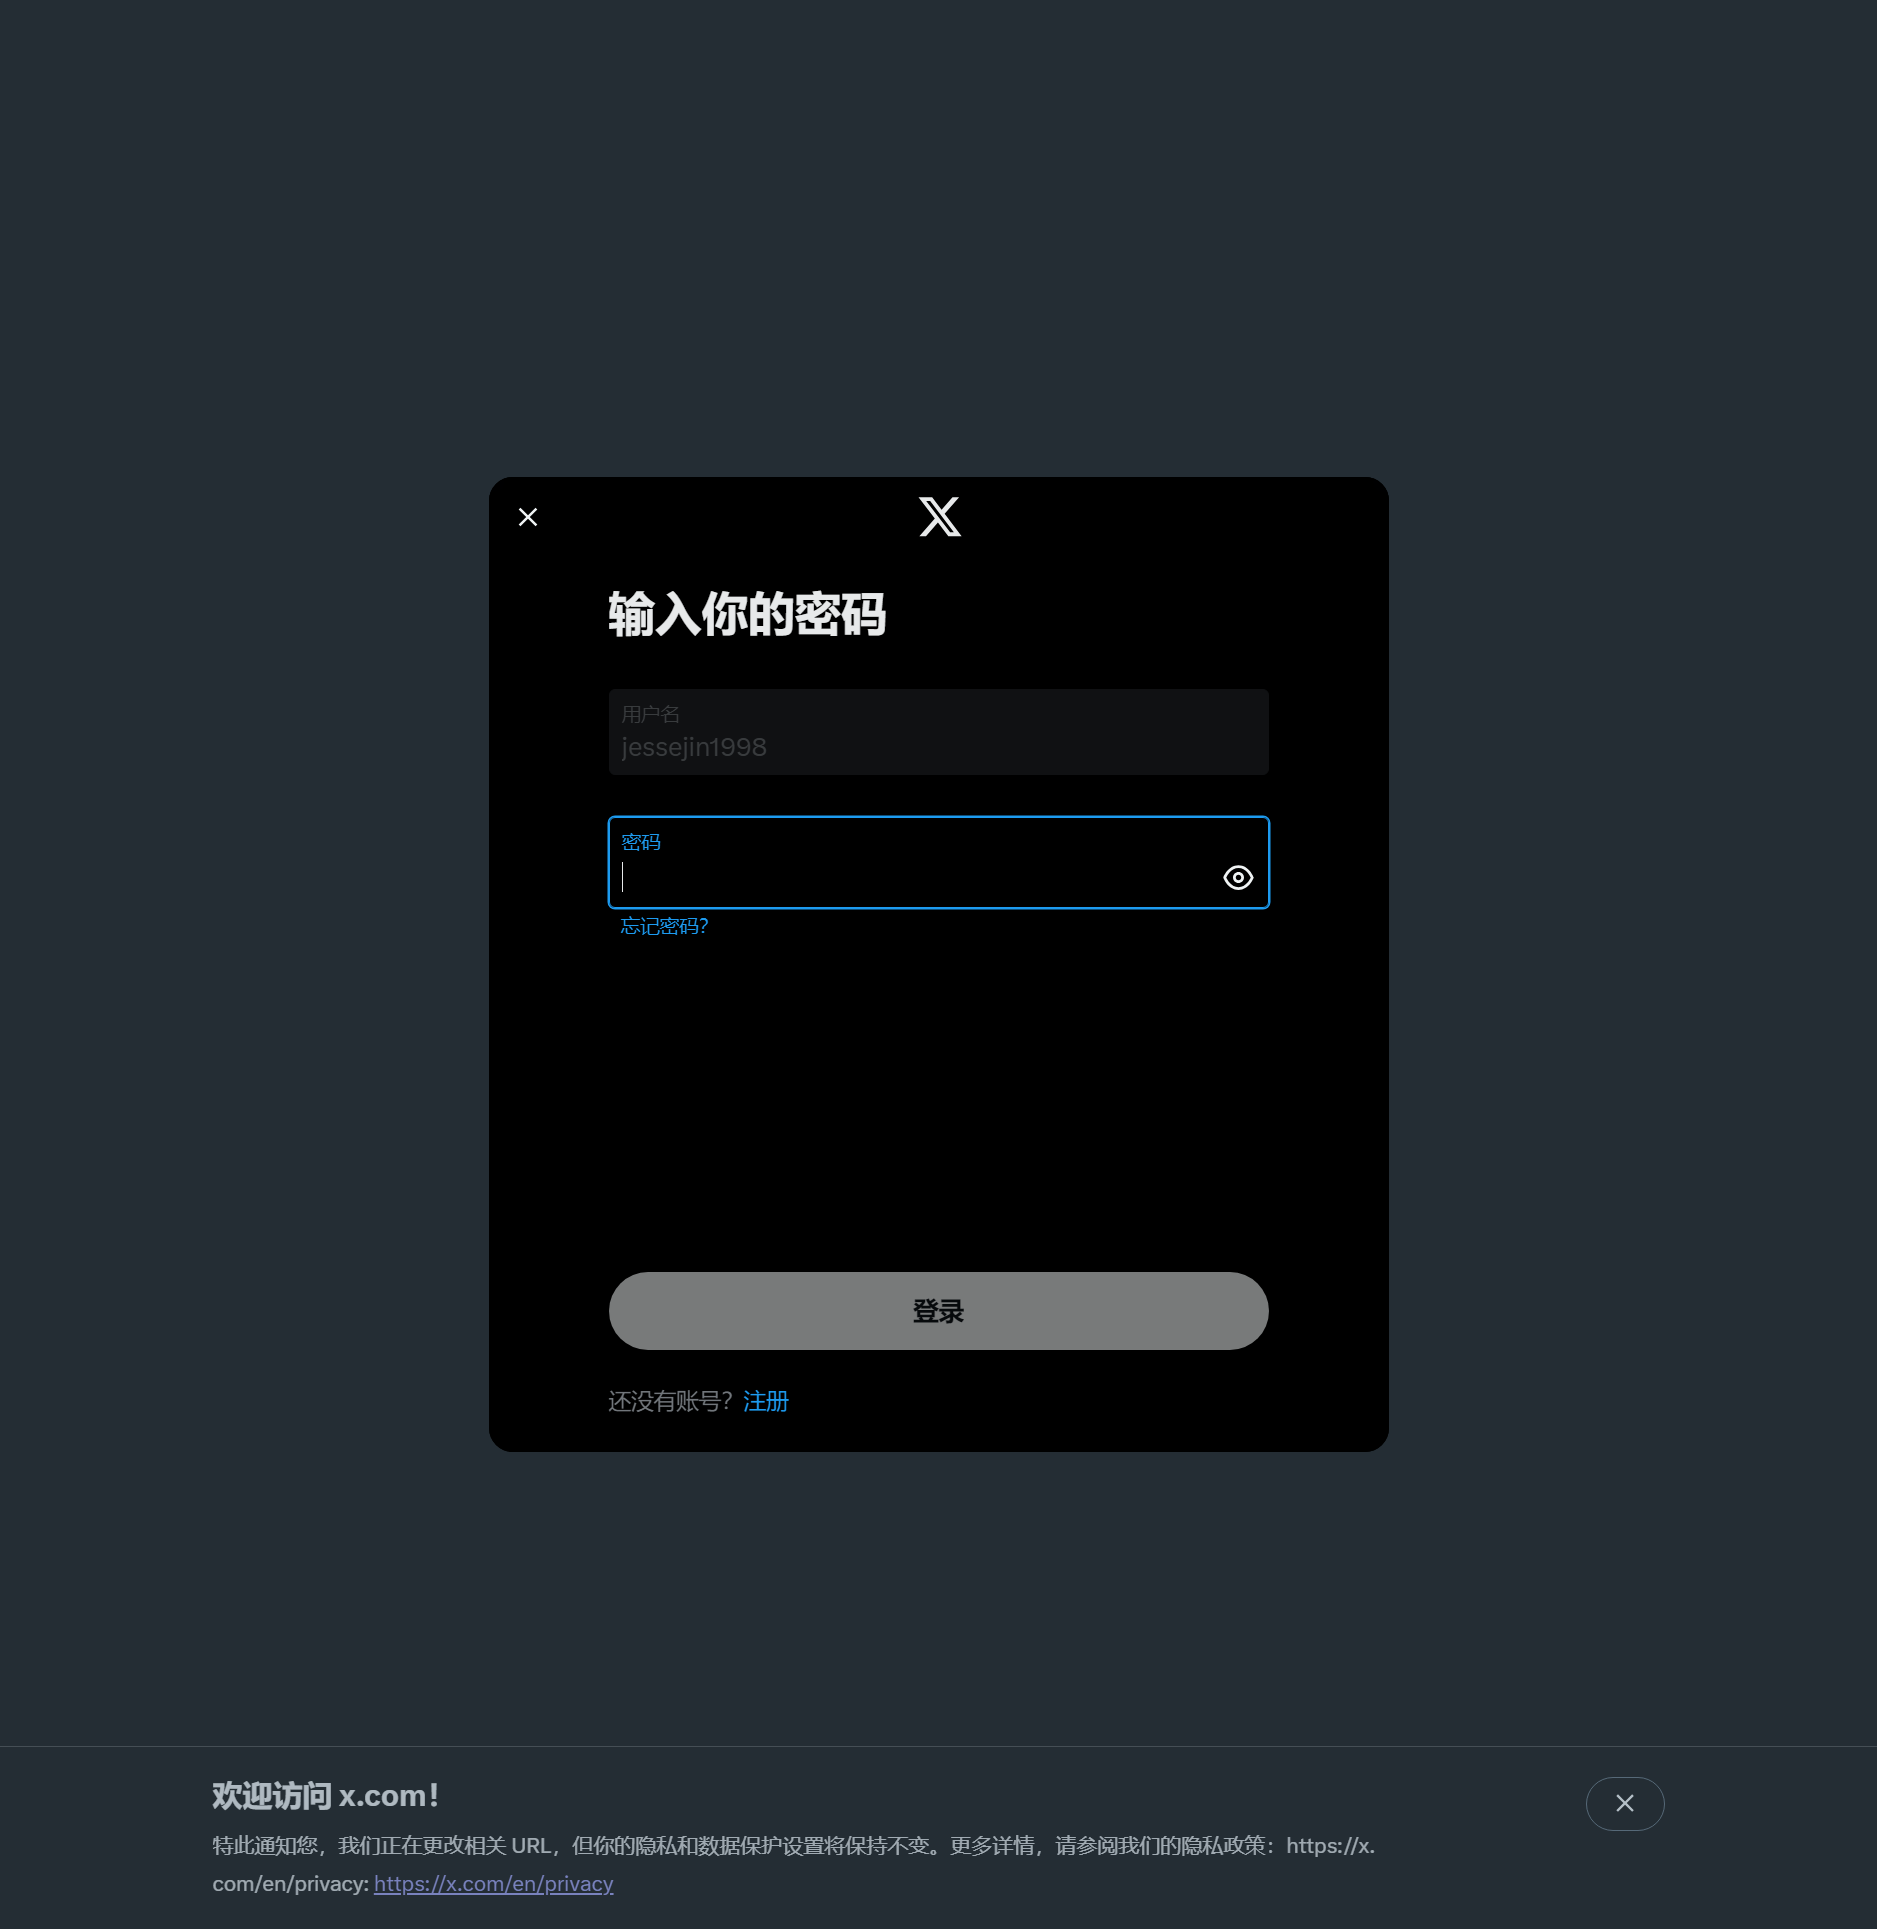 输入你的密码
用户名
jessejin1998
密码
忘记密码？
登录
还没有账号？注册
欢迎访问 x.com！
特此通知您，我们正在更改相关 URL，但你的隐私和数据保护设置将保持不变。更多详情，请参阅我们的隐私政策：https://x.
com/en/privacy: https://x.com/en/privacy